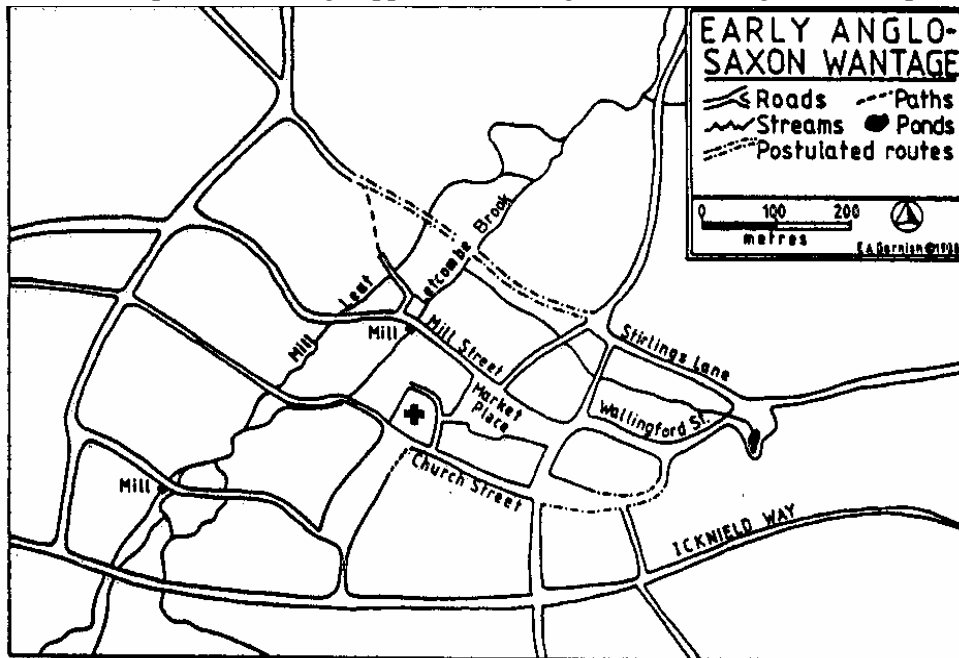 EARLY ANGLO-
SAXON WANTAGE
Roads
Paths
Streams
Ponds
Postulated routes
0 100 200
metres
Letcombe Brook
Mill Leat
Mill
Mill Street
Stirlings Lane
Market
Place
Wallingford St.
Church Street
Mill
ICKNIELD WAY